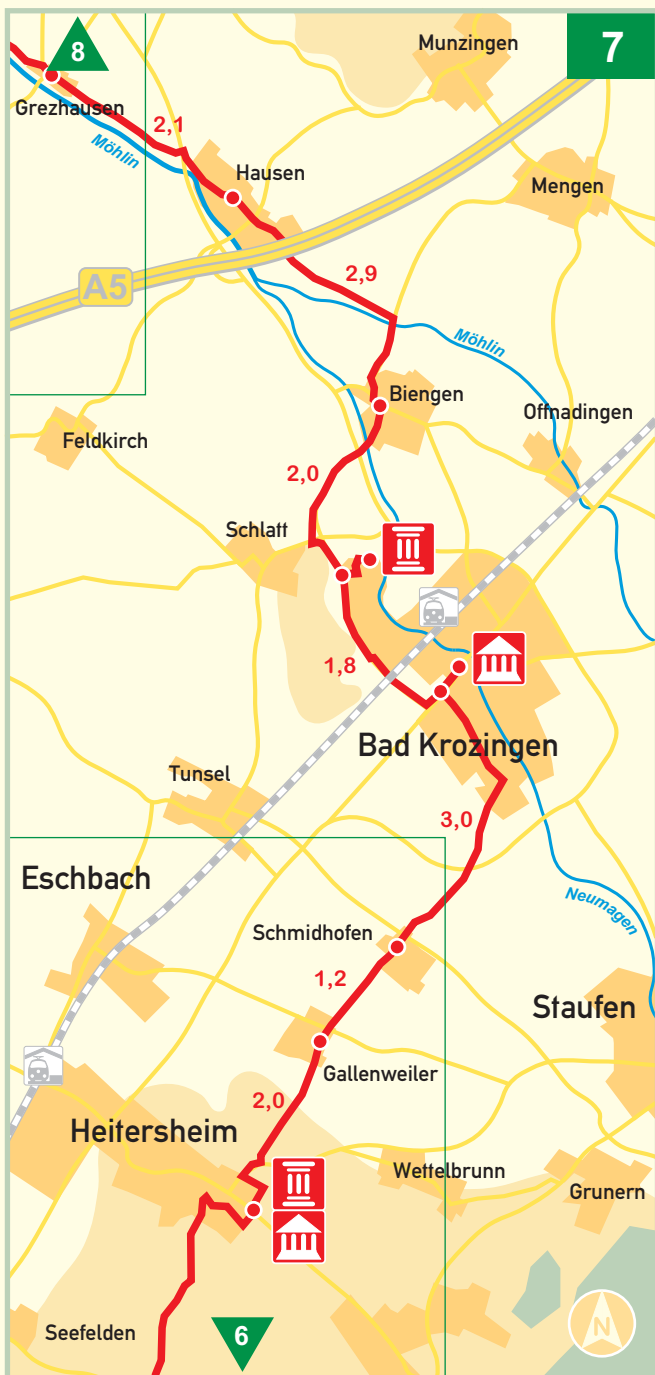 8
Munzingen
7
Grezhausen
2,1
Möhlin
Hausen
Mengen
A5
2,9
Möhlin
Biengen
Offnadingen
Feldkirch
2,0
Schlatt
1,8
Bad Krozingen
Tunsel
3,0
Eschbach
Neumagen
Schmidhofen
1,2
Staufen
Gallenweiler
2,0
Heitersheim
Wettelbrunn
Grunern
Seefelden
6
N